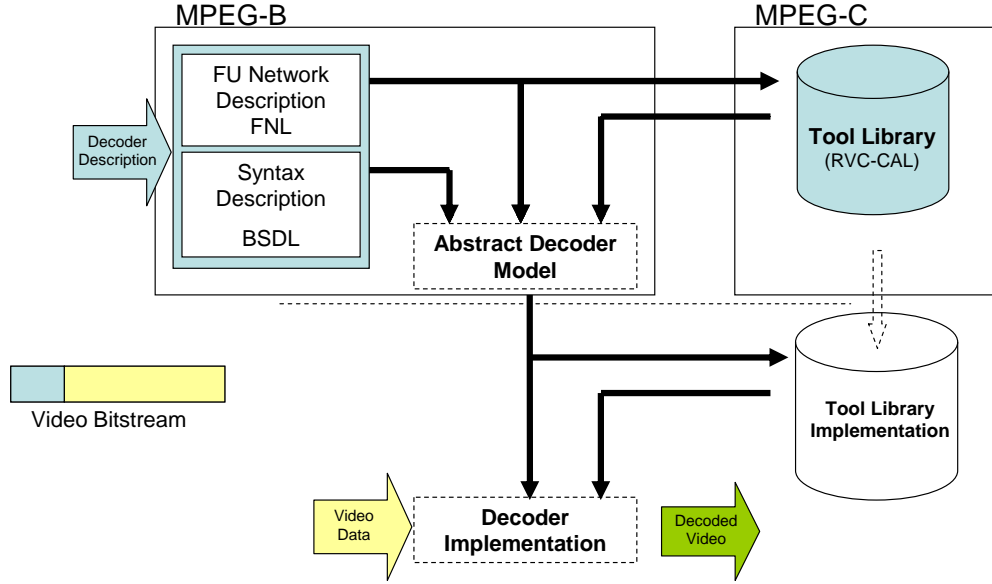 MPEG-B
MPEG-C
FU Network
Description
FNL
Decoder
Description
Syntax
Description
BSDL
Tool Library
(RVC-CAL)
Abstract Decoder
Model
Video Bitstream
Tool Library
Implementation
Video
Data
Decoder
Implementation
Decoded
Video